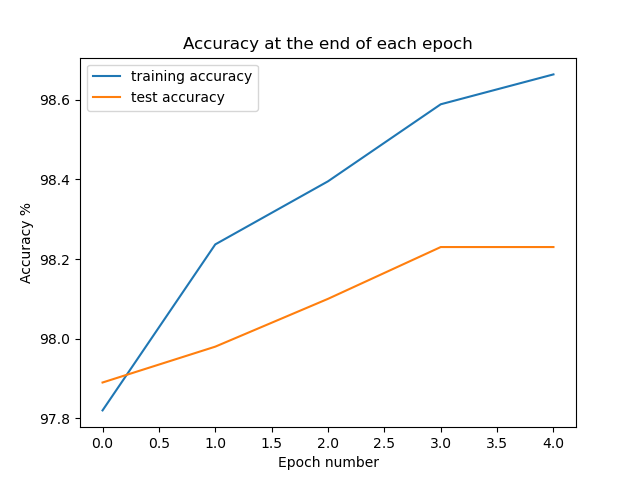 Accuracy at the end of each epoch
training accuracy
test accuracy
98.6
98.4
98.2
98.0
97.8
Accuracy %
0.0 0.5 1.0 1.5 2.0 2.5 3.0 3.5 4.0
Epoch number